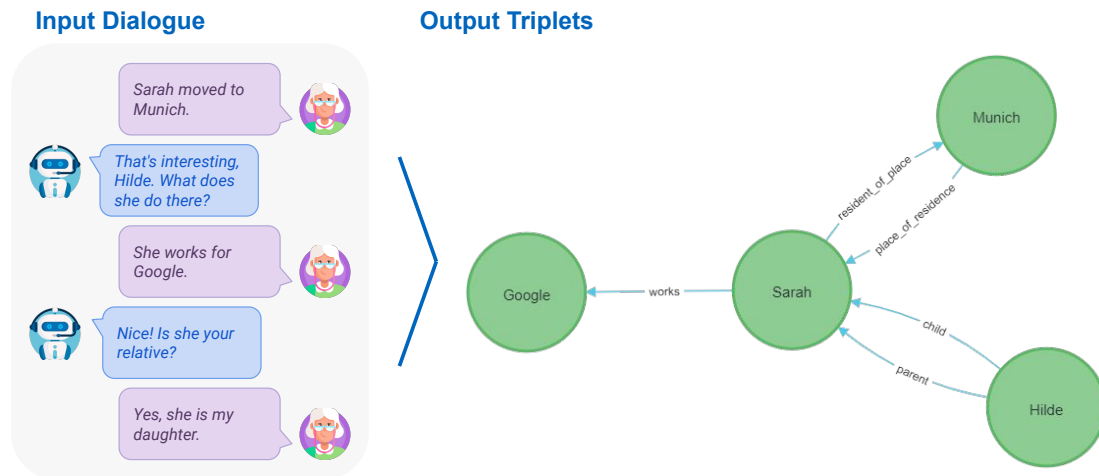 Input Dialogue
Sarah moved to
Munich.
That's interesting,
Hilde. What does
she do there?
She works for
Google.
Nice! Is she your
relative?
Yes, she is my
daughter.
Output Triplets
Munich
resident_of_place
place_of_residence
Google
works
Sarah
child
parent
Hilde